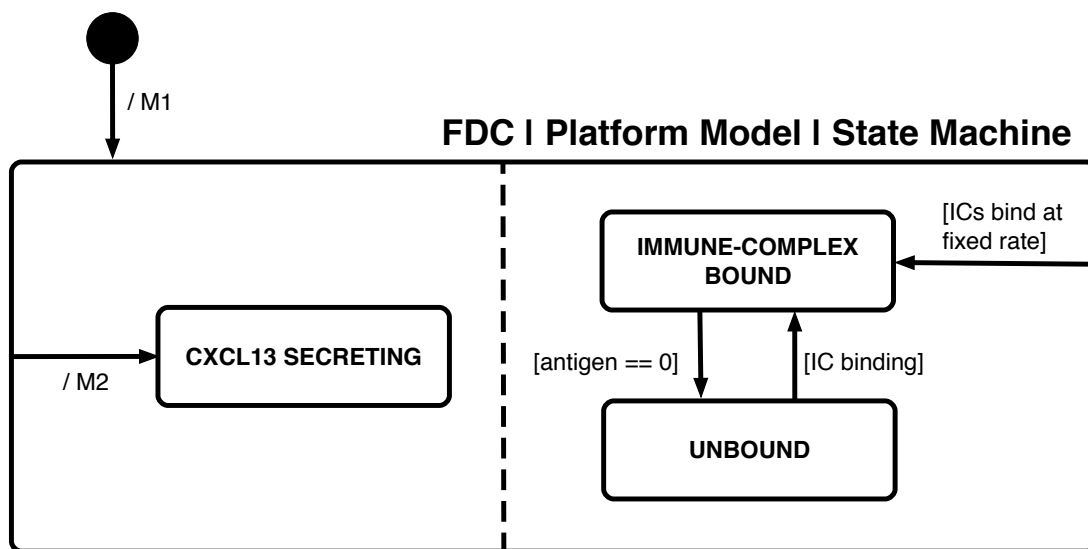 / M1
FDC | Platform Model | State Machine
[ICs bind at
fixed rate]
IMMUNE-COMPLEX
BOUND
CXCL13 SECRETING
/ M2
[antigen == 0]
[IC binding]
UNBOUND